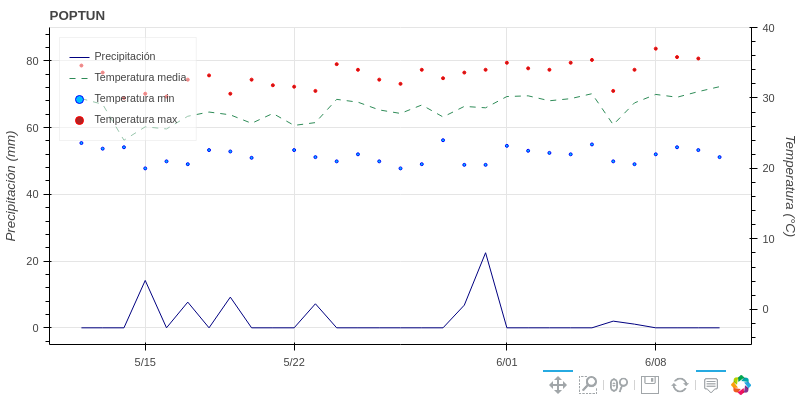 POPTUN
Precipitación
Temperatura media
Temperatura min
Temperatura max
Precipitación (mm)
80
60
40
20
0
Temperatura (°C)
40
30
20
10
0
5/15
5/22
6/01
6/08